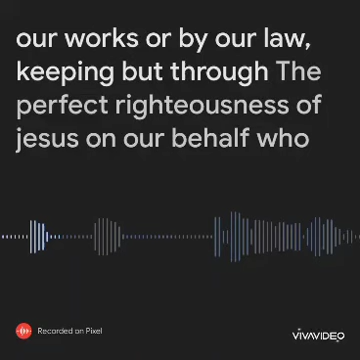 our works or by our law,
keeping but through The
perfect righteousness of
jesus on our behalf who
Recorded on Pixel
VIVAVIDEO